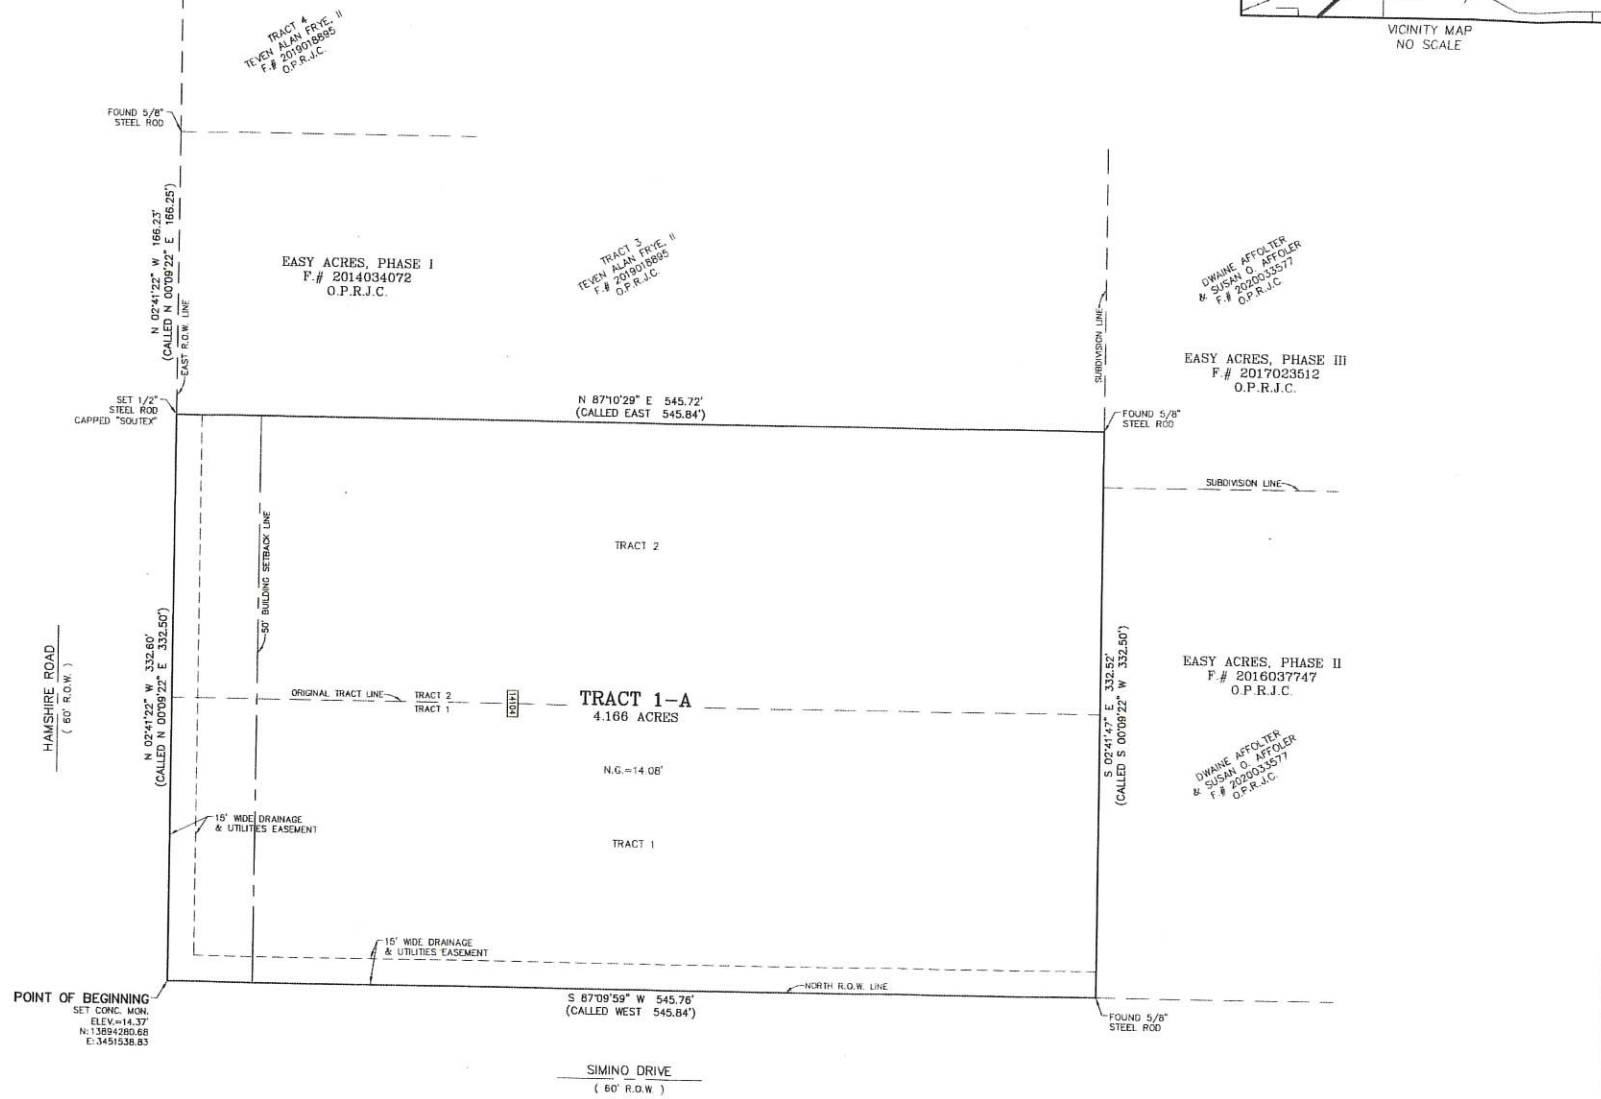 VICINITY MAP
NO SCALE
TRACT 4
TEVEN ALAN FRYE, II
F.# 2019018895
O.P.R.J.C.
FOUND 5/8"
STEEL ROD
N 02°41'22" W 166.23'
(CALLED N 00°09'22" E 166.25')
EAST R.O.W. LINE
EASY ACRES, PHASE I
F.# 2014034072
O.P.R.J.C.
TRACT 3
TEVEN ALAN FRYE, II
F.# 2019018895
O.P.R.J.C.
SUBDIVISION LINE
DWAINE AFFOLTER
& SUSAN O. AFFOLER
F.# 2020033577
O.P.R.J.C.
EASY ACRES, PHASE III
F.# 2017023512
O.P.R.J.C.
SET 1/2"
STEEL ROD
CAPPED "SOUTEX"
N 87°10'29" E 545.72'
(CALLED EAST 545.84')
FOUND 5/8"
STEEL ROD
SUBDIVISION LINE
50' BUILDING SETBACK LINE
TRACT 2
HAMSHIRE ROAD
( 60' R.O.W. )
N 02°41'22" W 332.60'
(CALLED N 00°09'22" E 332.50')
ORIGINAL TRACT LINE
TRACT 2
TRACT 1
14104
TRACT 1-A
4.166 ACRES
N.G.=14.08'
TRACT 1
S 02°41'47" E 332.52'
(CALLED S 00°09'22" W 332.50')
EASY ACRES, PHASE II
F.# 2016037747
O.P.R.J.C.
DWAINE AFFOLTER
& SUSAN O. AFFOLER
F.# 2020033577
O.P.R.J.C.
15' WIDE DRAINAGE
& UTILITIES EASEMENT
15' WIDE DRAINAGE
& UTILITIES EASEMENT
NORTH R.O.W. LINE
POINT OF BEGINNING
SET CONC. MON.
ELEV.=14.37'
N:13894280.68
E:3451538.83
S 87°09'59" W 545.76'
(CALLED WEST 545.84')
FOUND 5/8"
STEEL ROD
SIMINO DRIVE
( 60' R.O.W. )